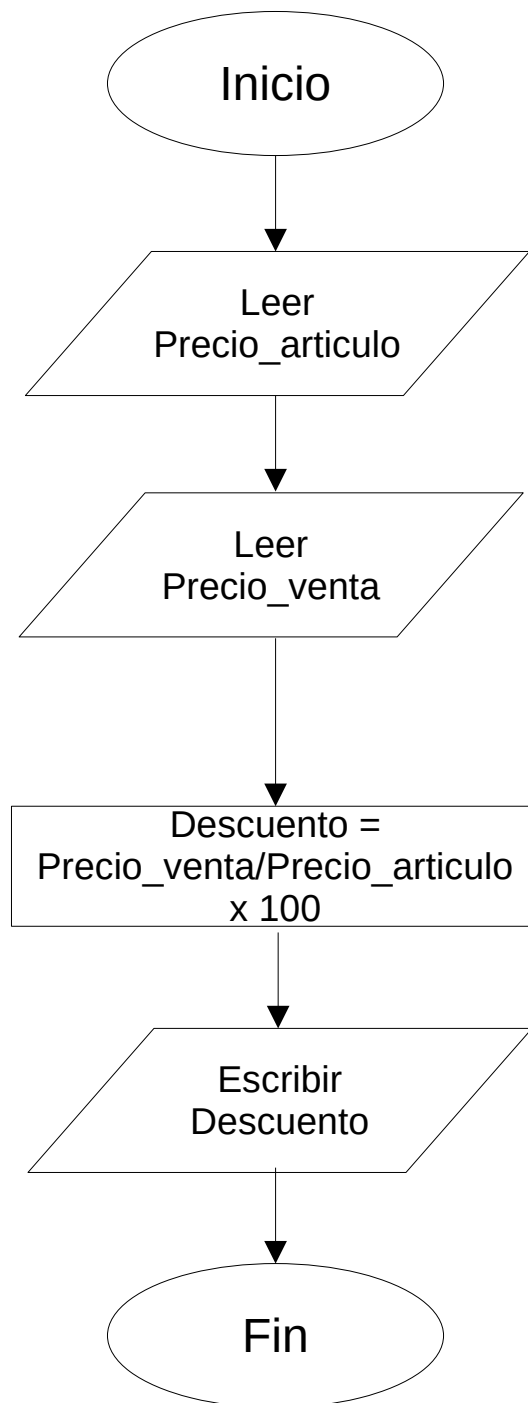 Inicio
Leer
Precio_articulo
Leer
Precio_venta
Descuento =
Precio_venta/Precio_articulo
x 100
Escribir
Descuento
Fin